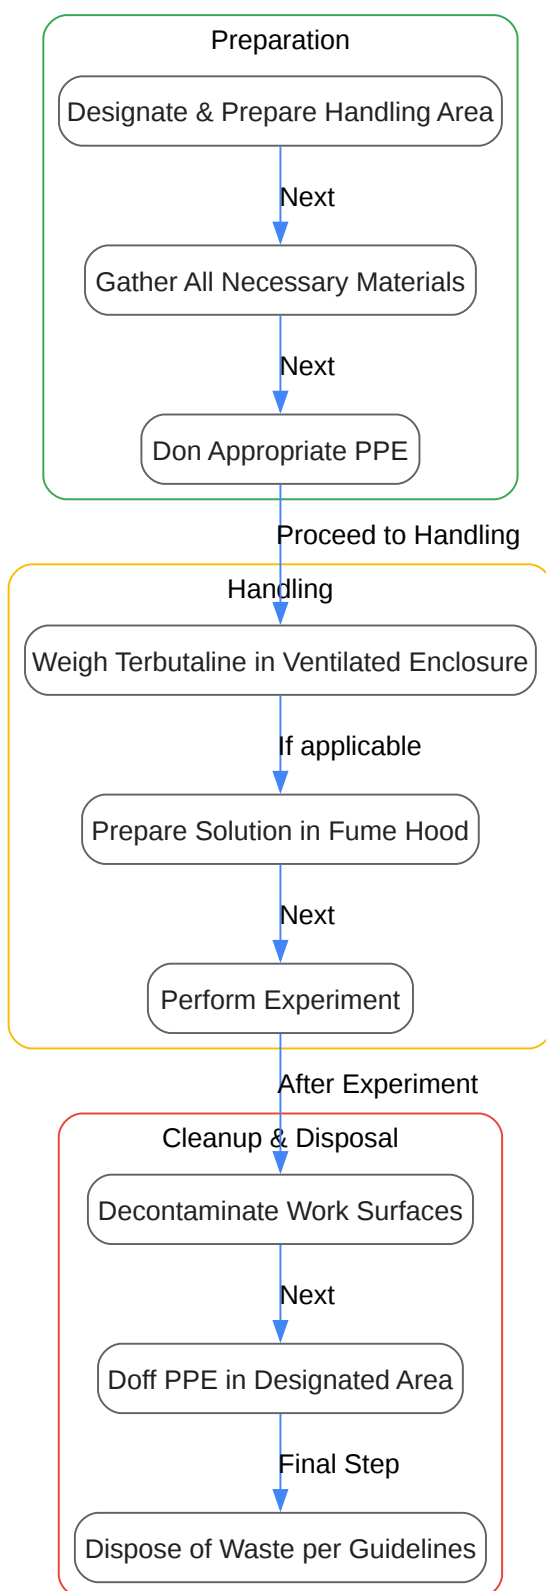 Preparation
Designate & Prepare Handling Area
Next
Gather All Necessary Materials
Next
Don Appropriate PPE
Proceed to Handling
Handling
Weigh Terbutaline in Ventilated Enclosure
If applicable
Prepare Solution in Fume Hood
Next
Perform Experiment
After Experiment
Cleanup & Disposal
Decontaminate Work Surfaces
Next
Doff PPE in Designated Area
Final Step
Dispose of Waste per Guidelines